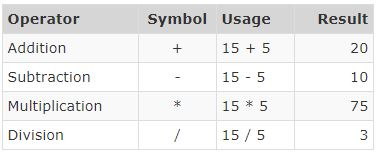 Operator Symbol Usage Result
Addition + 15 + 5 20
Subtraction - 15 - 5 10
Multiplication * 15 * 5 75
Division / 15 / 5 3